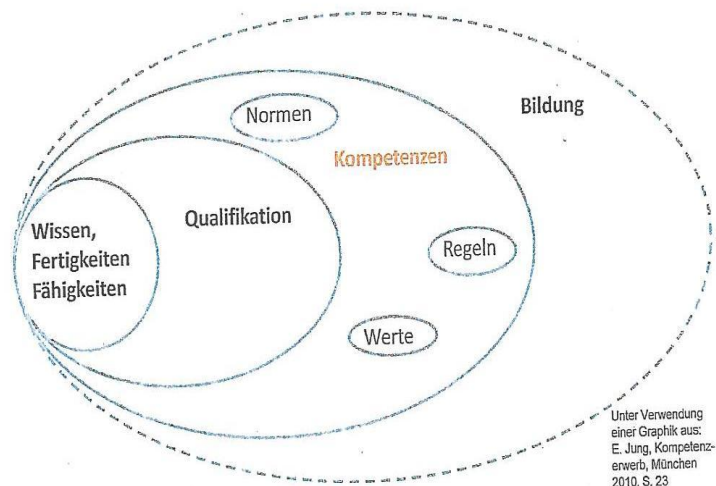 Bildung
Normen
Kompetenzen
Qualifikation
Wissen,
Fertigkeiten
Fähigkeiten
Regeln
Werte
Unter Verwendung
einer Graphik aus:
E. Jung, Kompetenz-
erwerb, München
2010, S. 23